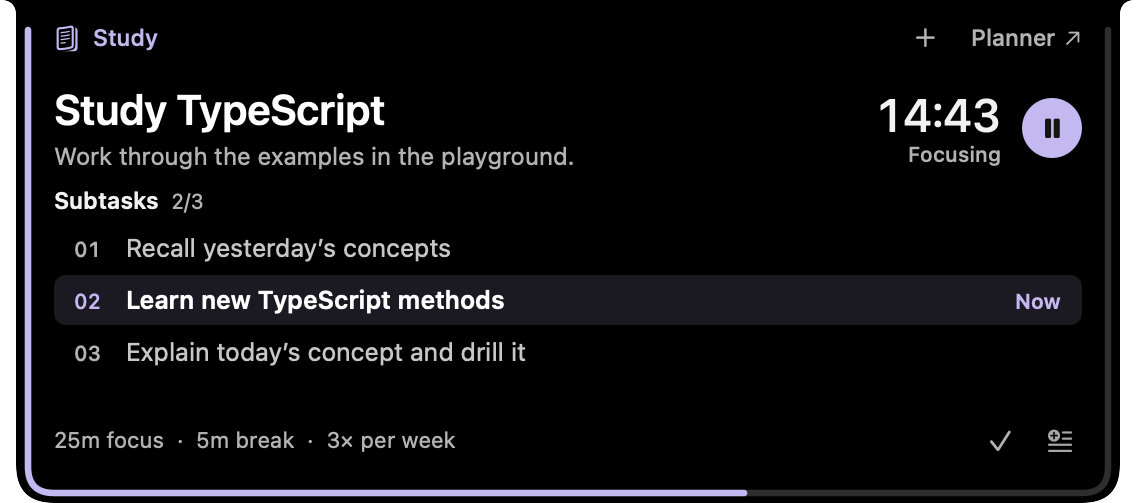 Study
Planner
Study TypeScript
14:43
Work through the examples in the playground.
Focusing
Subtasks 2/3
01 Recall yesterday’s concepts
02 Learn new TypeScript methods Now
03 Explain today’s concept and drill it
25m focus · 5m break · 3× per week